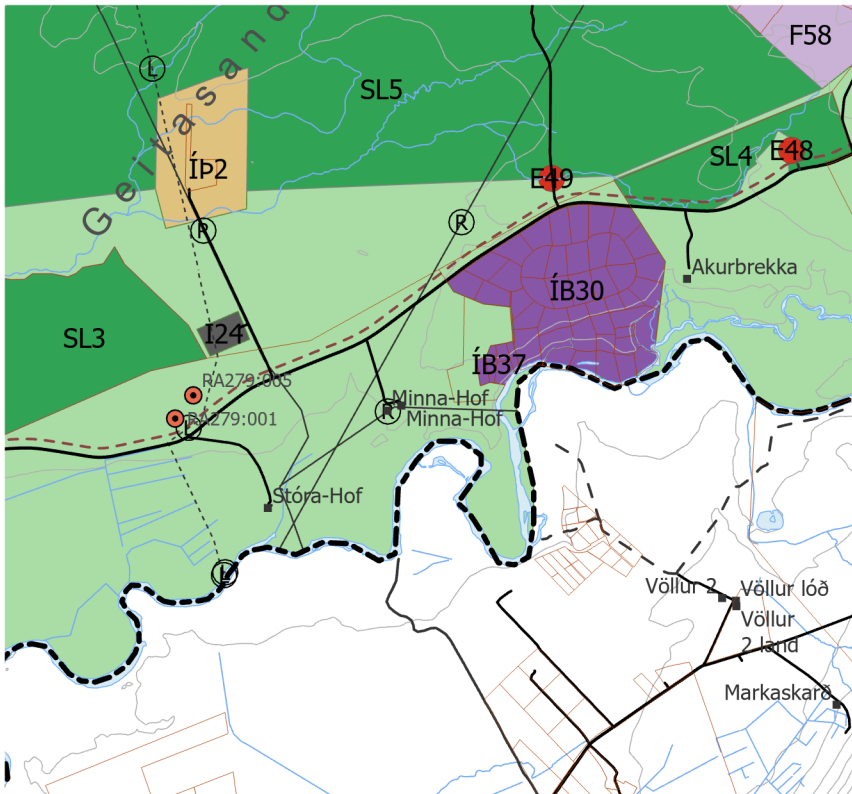 F58
L
SL5
Geitasand
E48
SL4
ÍÞ2
E49
R
R
Akurbrekka
ÍB30
I24
SL3
ÍB37
RA279:005
Minna-Hof
R
Minna-Hof
RA279:001
L
Stóra-Hof
L
Völlur 2
Völlur lóð
Völlur
2 land
Markaskarð